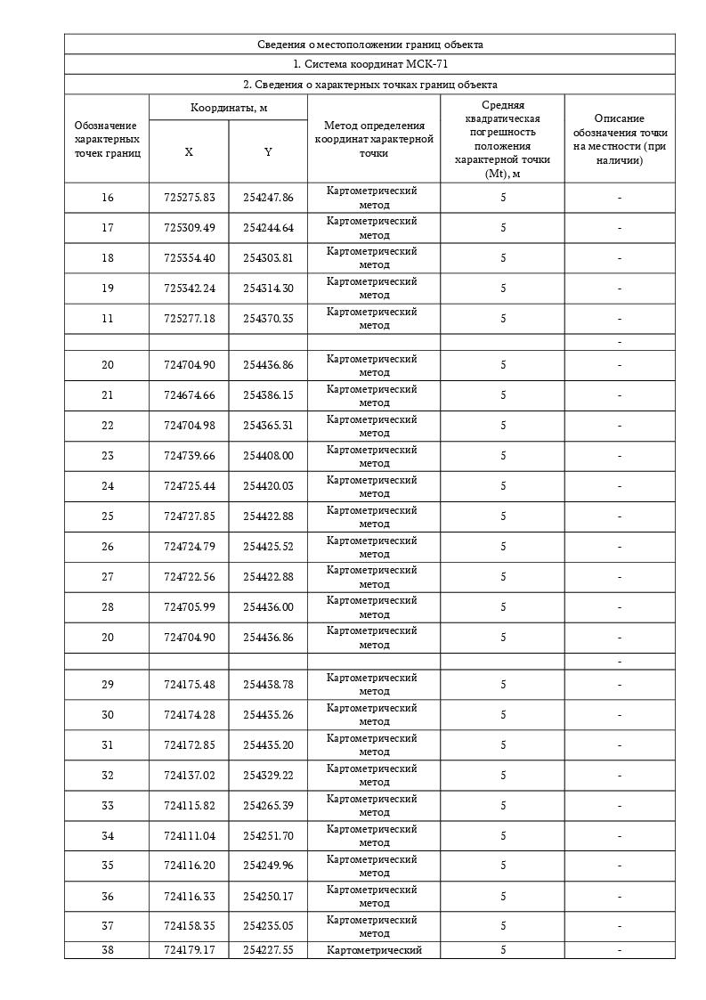 Сведения о местоположении границ объекта
1. Система координат МСК-71
2. Сведения о характерных точках границ объекта
Обозначение
характерных
точек границ
Координаты, м
X
Y
Метод определения
координат характерной
точки
Средняя
квадратическая
погрешность
положения
характерной точки
(Mt), м
Описание
обозначения точки
на местности (при
наличии)
16 725275.83 254247.86 Картометрический
метод 5 -
17 725309.49 254244.64 Картометрический
метод 5 -
18 725354.40 254303.81 Картометрический
метод 5 -
19 725342.24 254314.30 Картометрический
метод 5 -
11 725277.18 254370.35 Картометрический
метод 5 -
-
20 724704.90 254436.86 Картометрический
метод 5 -
21 724674.66 254386.15 Картометрический
метод 5 -
22 724704.98 254365.31 Картометрический
метод 5 -
23 724739.66 254408.00 Картометрический
метод 5 -
24 724725.44 254420.03 Картометрический
метод 5 -
25 724727.85 254422.88 Картометрический
метод 5 -
26 724724.79 254425.52 Картометрический
метод 5 -
27 724722.56 254422.88 Картометрический
метод 5 -
28 724705.99 254436.00 Картометрический
метод 5 -
20 724704.90 254436.86 Картометрический
метод 5 -
-
29 724175.48 254438.78 Картометрический
метод 5 -
30 724174.28 254435.26 Картометрический
метод 5 -
31 724172.85 254435.20 Картометрический
метод 5 -
32 724137.02 254329.22 Картометрический
метод 5 -
33 724115.82 254265.39 Картометрический
метод 5 -
34 724111.04 254251.70 Картометрический
метод 5 -
35 724116.20 254249.96 Картометрический
метод 5 -
36 724116.33 254250.17 Картометрический
метод 5 -
37 724158.35 254235.05 Картометрический
метод 5 -
38 724179.17 254227.55 Картометрический 5 -